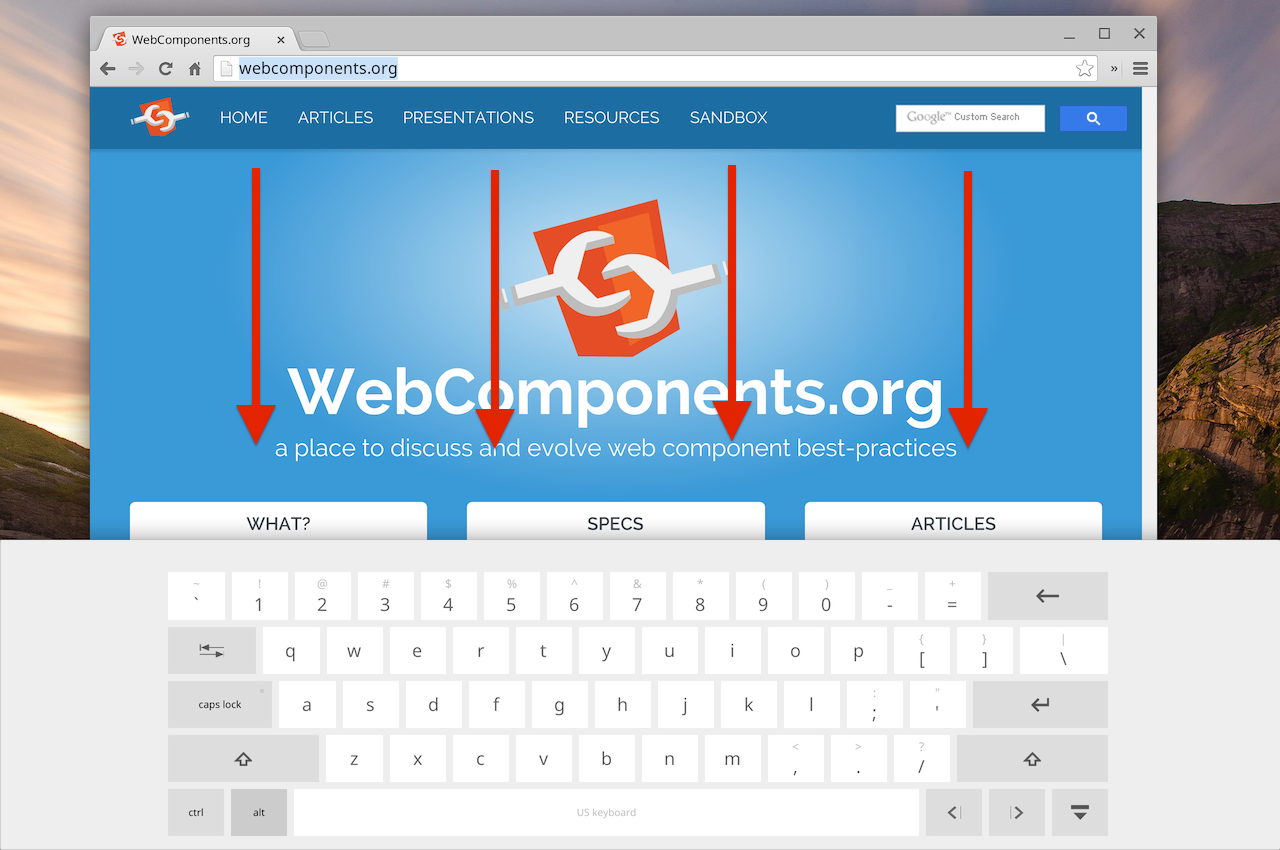 WebComponents.org
webcomponents.org
HOME ARTICLES PRESENTATIONS RESOURCES SANDBOX Google™ Custom Search
WebComponents.org
a place to discuss and evolve web component best-practices
WHAT? SPECS ARTICLES
~ ! @ # $ % ^ & * ( ) _ +
` 1 2 3 4 5 6 7 8 9 0 - =
{ } |
q w e r t y u i o p [ ] \
: "
caps lock a s d f g h j k l ; '
< > ?
z x c v b n m , . /
ctrl alt US keyboard